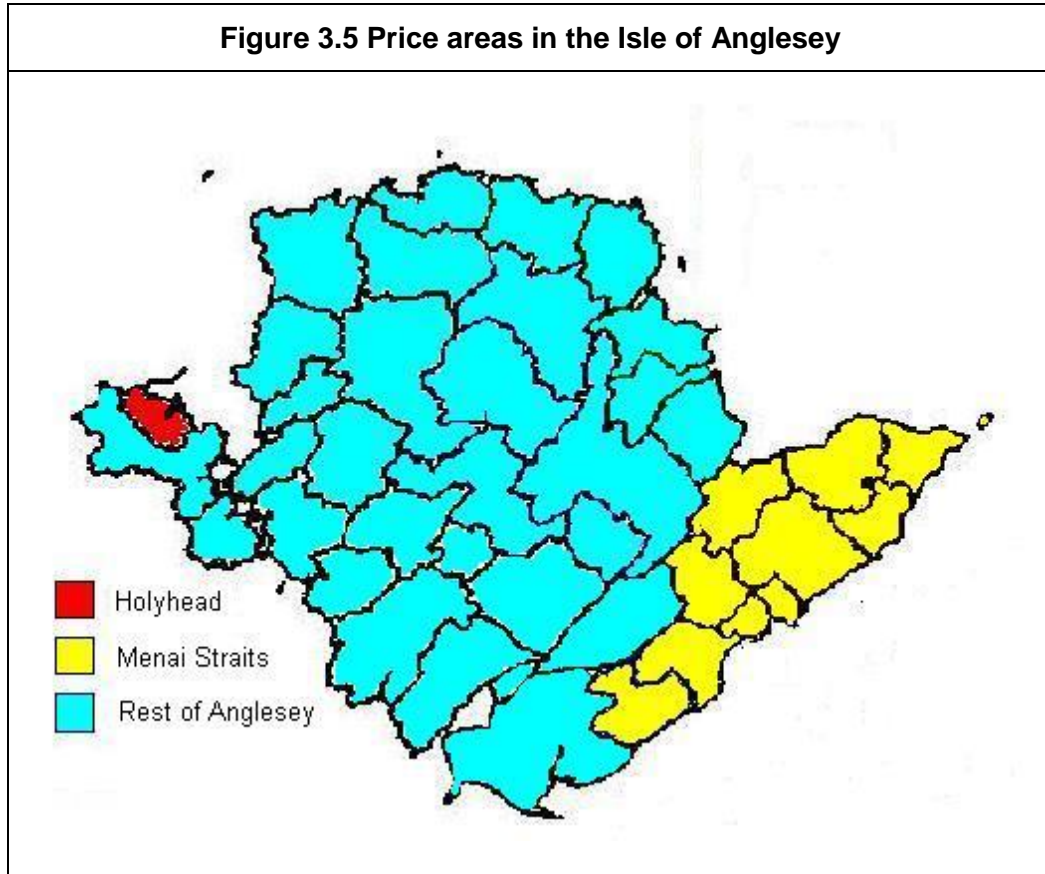 Figure 3.5 Price areas in the Isle of Anglesey
Holyhead
Menai Straits
Rest of Anglesey